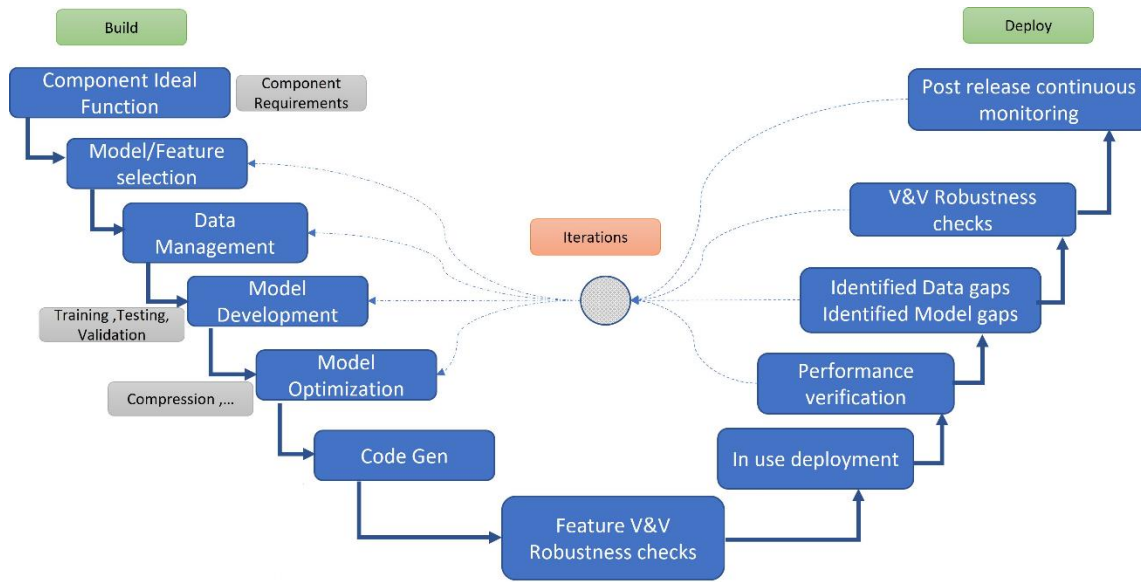 Build
Deploy
Component Ideal
Function
Component
Requirements
Post release continuous
monitoring
Model/Feature
selection
V&V Robustness
checks
Data
Management
Iterations
Model
Development
Identified Data gaps
Identified Model gaps
Training ,Testing,
Validation
Model
Optimization
Performance
verification
Compression ,...
Code Gen
In use deployment
Feature V&V
Robustness checks